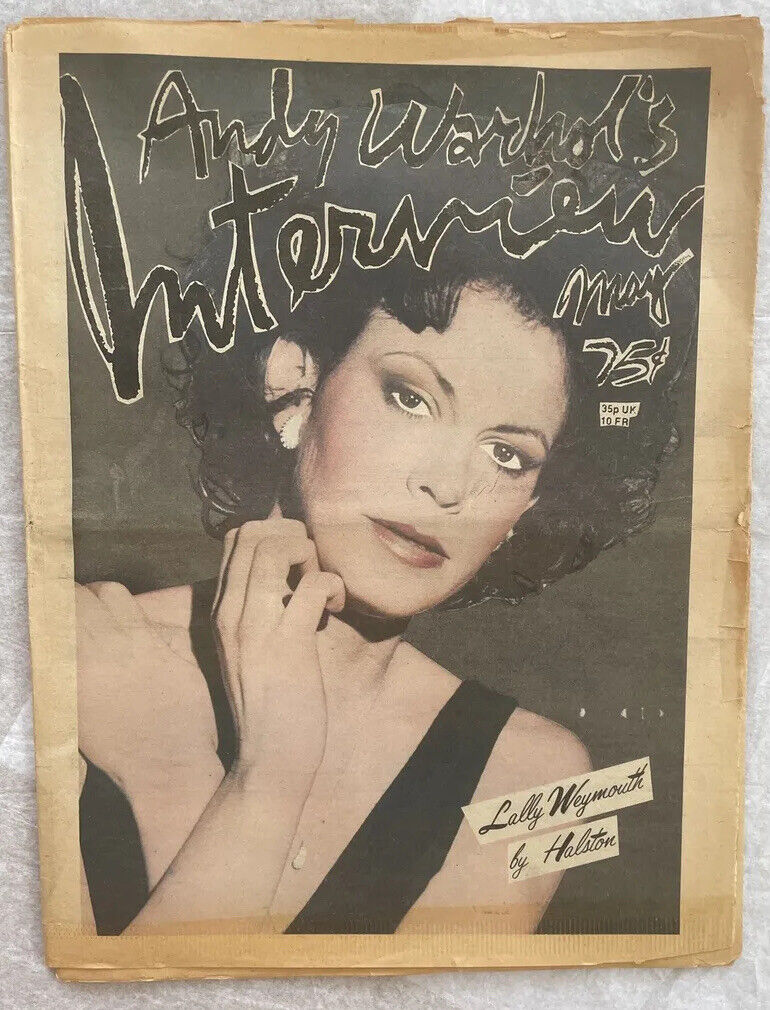 Andy Warhol's
Interview
may
75¢
35p UK
10 FR
Lally Weymouth
by Halston